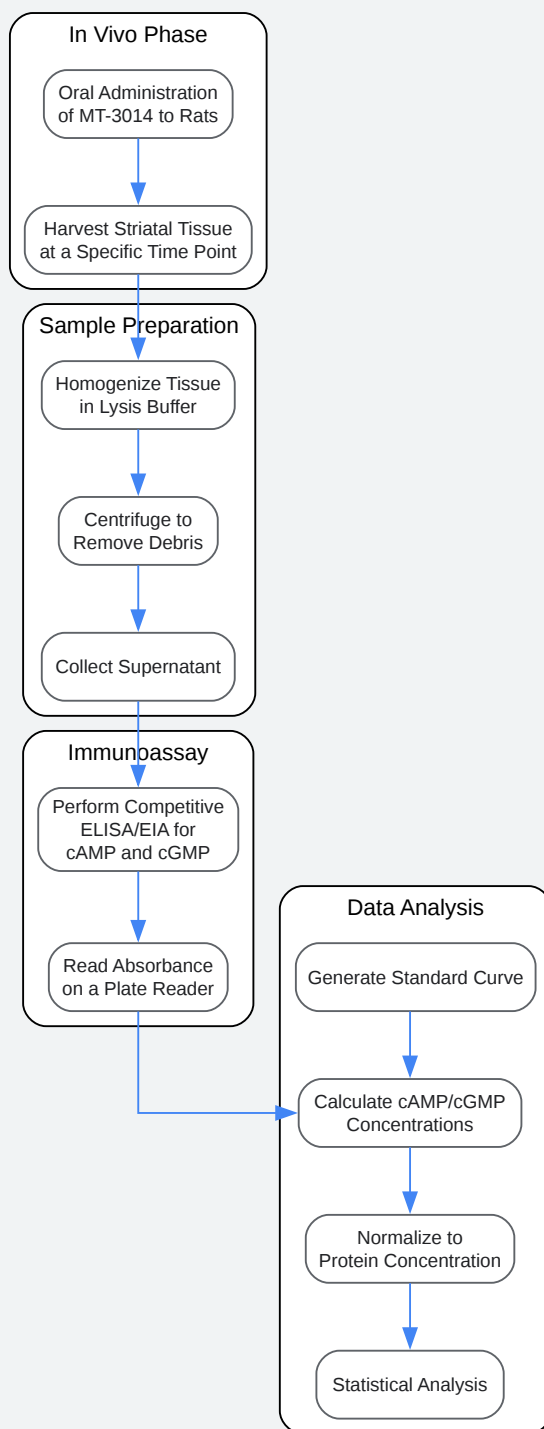 In Vivo Phase
Oral Administration
of MT-3014 to Rats
Harvest Striatal Tissue
at a Specific Time Point
Sample Preparation
Homogenize Tissue
in Lysis Buffer
Centrifuge to
Remove Debris
Collect Supernatant
Immunoassay
Perform Competitive
ELISA/EIA for
cAMP and cGMP
Read Absorbance
on a Plate Reader
Data Analysis
Generate Standard Curve
Calculate cAMP/cGMP
Concentrations
Normalize to
Protein Concentration
Statistical Analysis